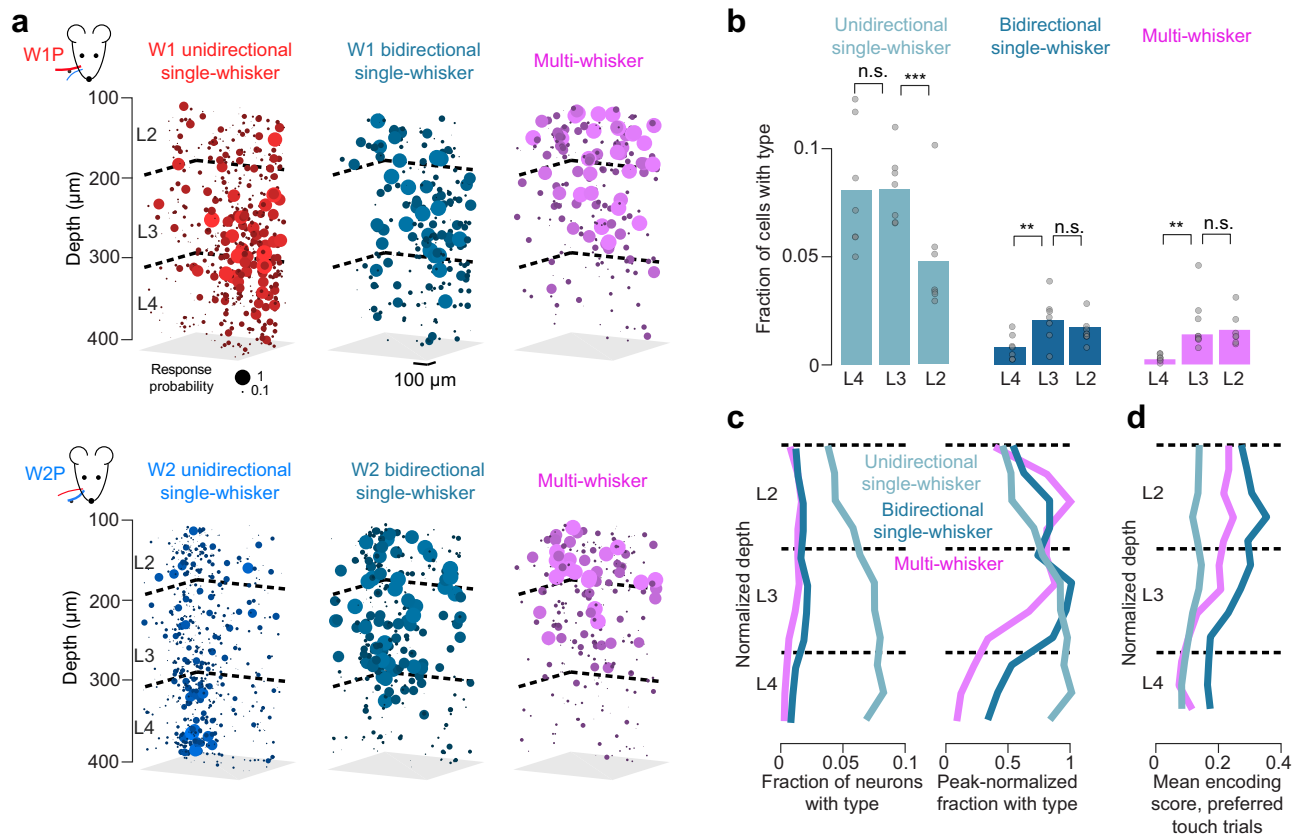 a
W1P
W1 unidirectional
single-whisker
W1 bidirectional
single-whisker
Multi-whisker
100
200
300
400
Depth (μm)
L2
L3
L4
Response
probability
1
0.1
100 μm
W2P
W2 unidirectional
single-whisker
W2 bidirectional
single-whisker
Multi-whisker
100
200
300
400
Depth (μm)
L2
L3
L4
b
Unidirectional
single-whisker
Bidirectional
single-whisker
Multi-whisker
n.s.
***
**
n.s.
**
n.s.
Fraction of cells with type
0.1
0.05
0
L4 L3 L2
L4 L3 L2
L4 L3 L2
c
Normalized depth
L2
L3
L4
Unidirectional
single-whisker
Bidirectional
single-whisker
Multi-whisker
0 0.05 0.1
Fraction of neurons
with type
0 0.5 1
Peak-normalized
fraction with type
d
Normalized depth
L2
L3
L4
0 0.2 0.4
Mean encoding
score, preferred
touch trials